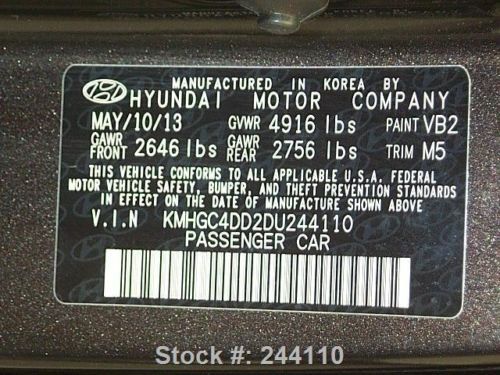 MANUFACTURED IN KOREA BY
HYUNDAI MOTOR COMPANY
MAY/10/13 GVWR 4916 lbs PAINT VB2
GAWR FRONT 2646 lbs GAWR REAR 2756 lbs TRIM M5
THIS VEHICLE CONFORMS TO ALL APPLICABLE U.S.A. FEDERAL
MOTOR VEHICLE SAFETY, BUMPER, AND THEFT PREVENTION STANDARDS
IN EFFECT ON THE DATE OF MANUFACTURE SHOWN ABOVE.
V.I.N KMHGC4DD2DU244110
PASSENGER CAR
Stock #: 244110